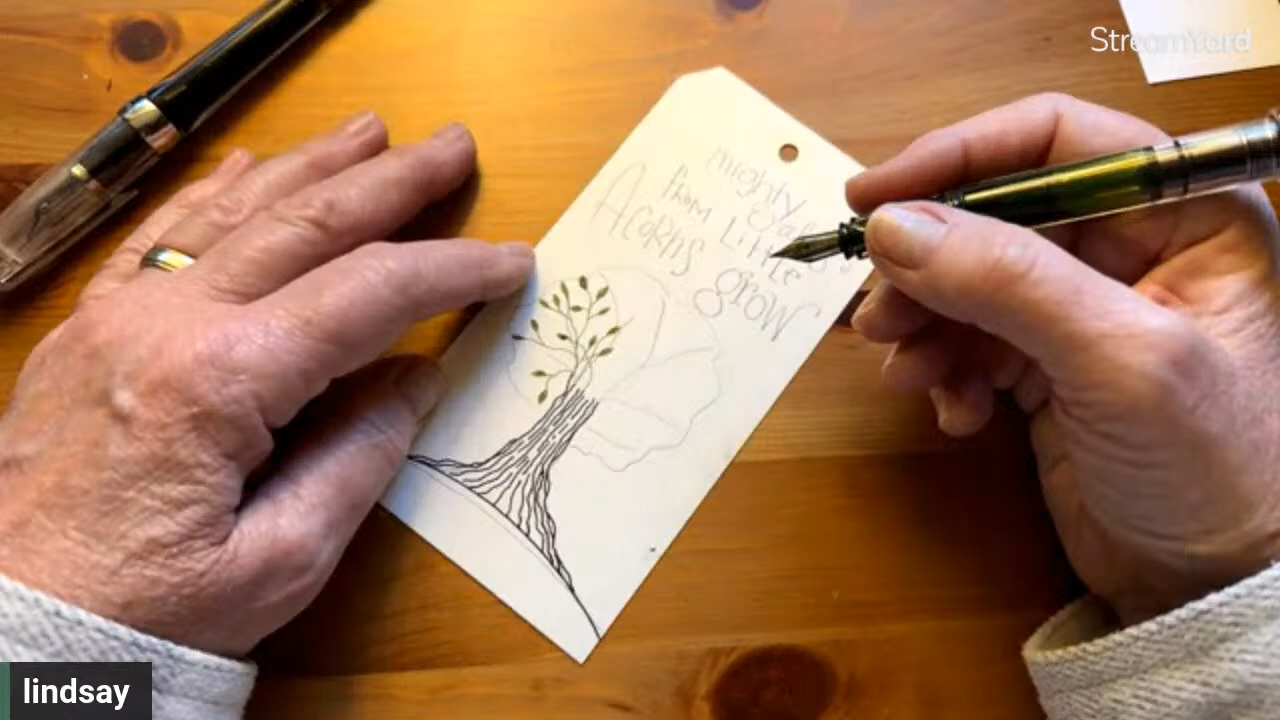 StreamYard
mighty
from Little
Acorns
grow
lindsay